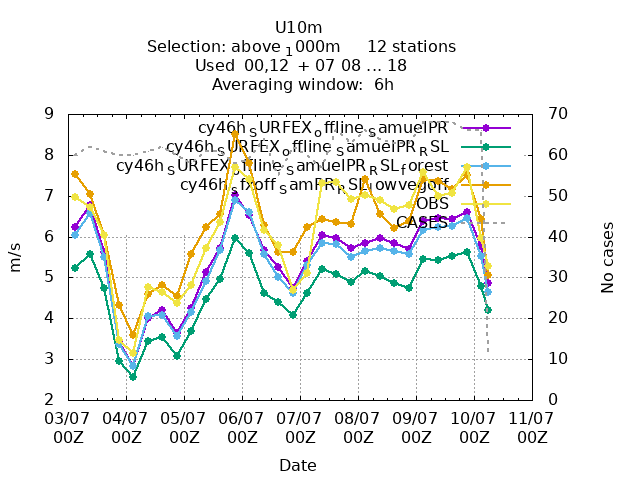 U10m
Selection: above 1000m 12 stations
Used 00,12 + 07 08 ... 18
Averaging window: 6h
9 70
cy46h_SURFEX_offline_SamuelPR
cy46h_SURFEX_offline_SamuelPR_RSL
8 60
cy46h_SURFEX_offline_SamuelPR_RSL_forest
7 50
OBS
CASES
6 40
5 30
4 20
3 10
2 0
m/s
No cases
03/07 04/07 05/07 06/07 07/07 08/07 09/07 10/07 11/07
00Z 00Z 00Z 00Z 00Z 00Z 00Z 00Z 00Z
Date